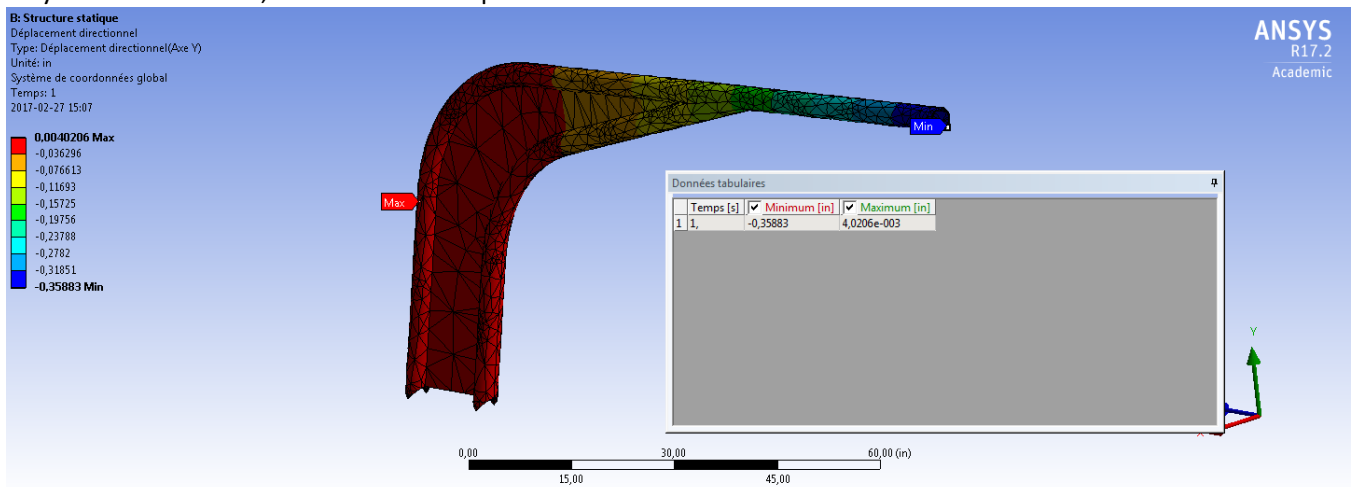 B: Structure statique
Déplacement directionnel
Type: Déplacement directionnel(Axe Y)
Unité: in
Système de coordonnées global
Temps: 1
2017-02-27 15:07
0,0040206 Max
-0,036296
-0,076613
-0,11693
-0,15725
-0,19756
-0,23788
-0,2782
-0,31851
-0,35883 Min
ANSYS
R17.2
Academic
Max
Min
Données tabulaires
Temps [s] Minimum [in] Maximum [in]
1 1, -0,35883 4,0206e-003
Y
X
0,00 30,00 60,00 (in)
15,00 45,00